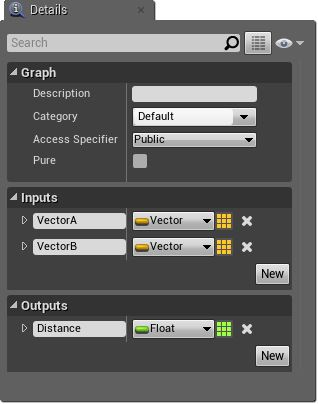 Details
Search
Graph
Description
Category Default
Access Specifier Public
Pure
Inputs
VectorA Vector
VectorB Vector
New
Outputs
Distance Float
New